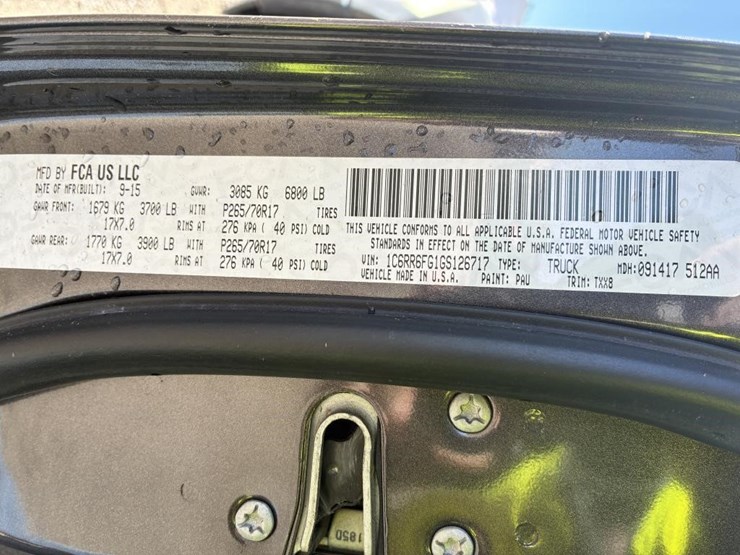 MFD BY FCA US LLC
DATE OF MFR(BUILT): 9-15 GVWR: 3085 KG 6800 LB
GAWR FRONT: 1679 KG 3700 LB WITH P265/70R17 TIRES
17X7.0 RIMS AT 276 KPA ( 40 PSI) COLD
GAWR REAR: 1770 KG 3900 LB WITH P265/70R17 TIRES
17X7.0 RIMS AT 276 KPA ( 40 PSI) COLD
THIS VEHICLE CONFORMS TO ALL APPLICABLE U.S.A. FEDERAL MOTOR VEHICLE SAFETY
STANDARDS IN EFFECT ON THE DATE OF MANUFACTURE SHOWN ABOVE.
VIN: 1C6RR6FG1GS126717 TYPE: TRUCK MDH: 091417 512AA
VEHICLE MADE IN U.S.A. PAINT: PAU TRIM: TXX8